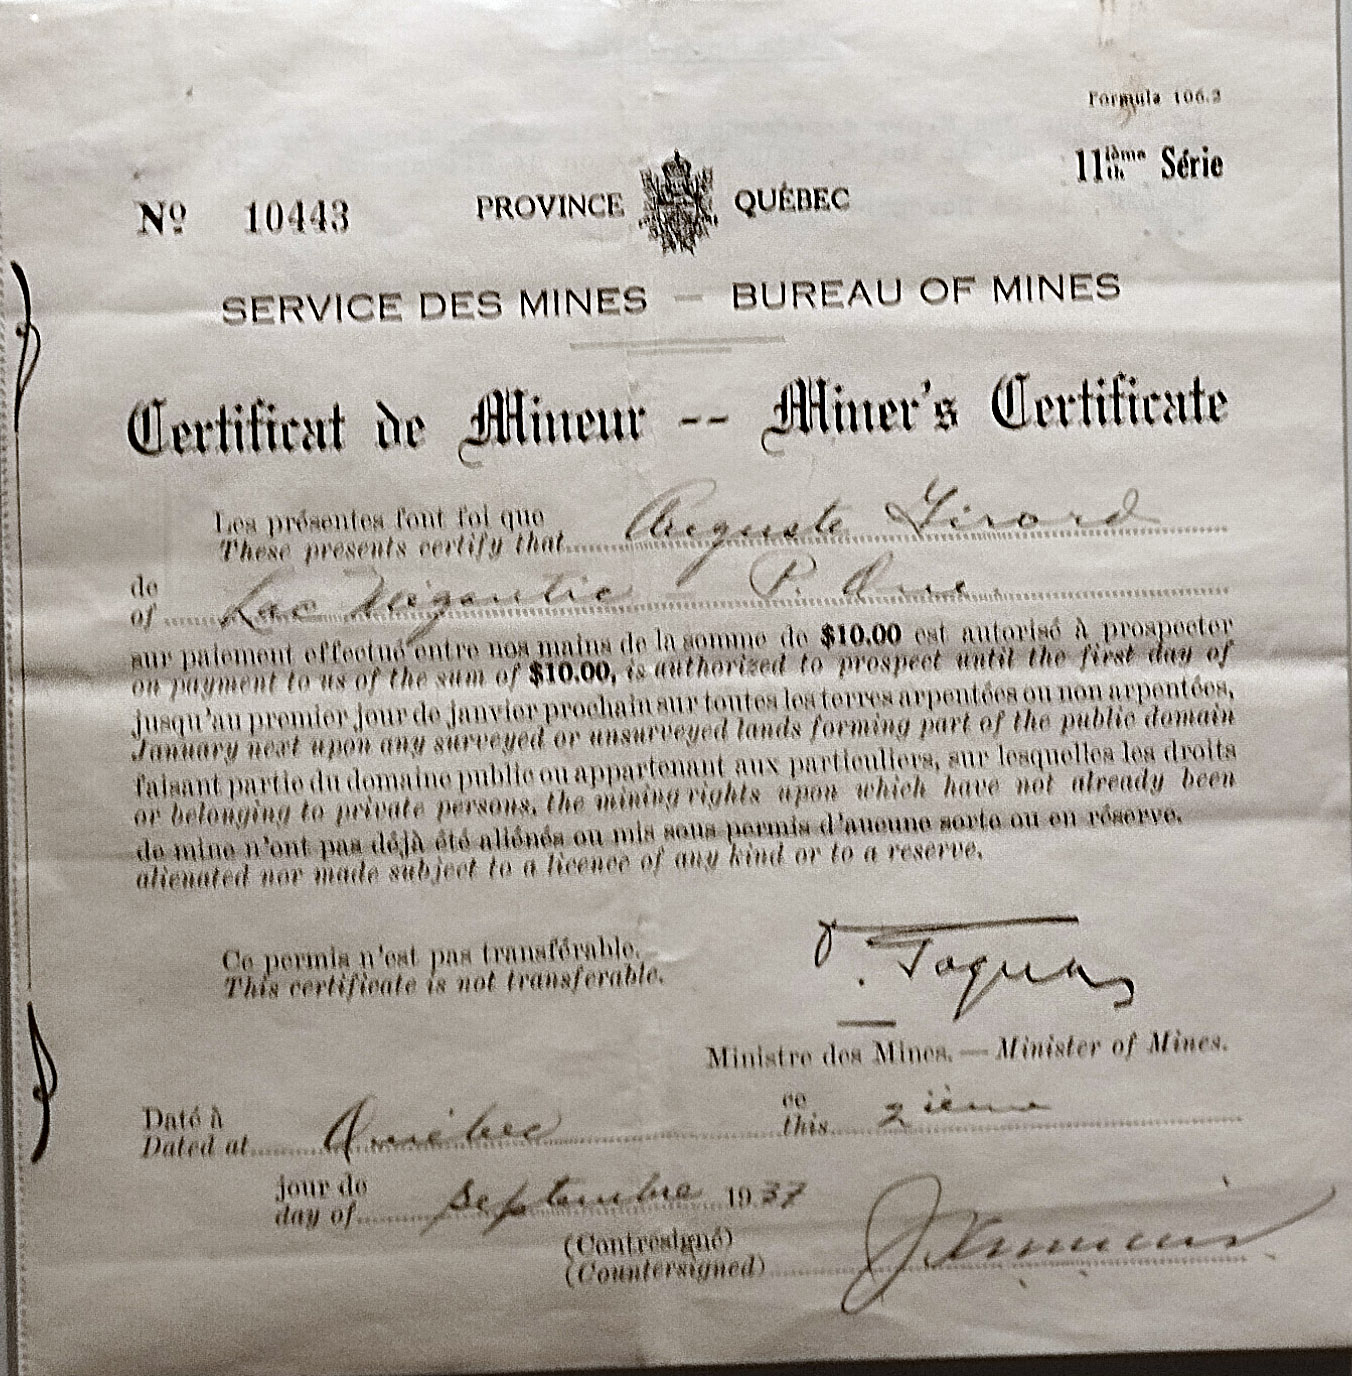 Formula 106.2
11ième th Série
Nº 10443 PROVINCE QUÉBEC
SERVICE DES MINES — BUREAU OF MINES
Certificat de Mineur -- Miner's Certificate
Les présentes font foi que
These presents certify that Auguste Girard
de
of Lac Mégantic - P. Que.
sur paiement effectué entre nos mains de la somme de $10.00 est autorisé à prospecter
on payment to us of the sum of $10.00, is authorized to prospect until the first day of
jusqu'au premier jour de janvier prochain sur toutes les terres arpentées ou non arpentées,
January next upon any surveyed or unsurveyed lands forming part of the public domain
faisant partie du domaine public ou appartenant aux particuliers, sur lesquelles les droits
or belonging to private persons, the mining rights upon which have not already been
de mine n'ont pas déjà été aliénés ou mis sous permis d'aucune sorte ou en réserve.
alienated nor made subject to a licence of any kind or to a reserve.
Ce permis n'est pas transférable.
This certificate is not transferable.
Ministre des Mines. — Minister of Mines.
Daté à
Dated at Québec
ce
this 2ième
jour de
day of septembre 1937
(Contresigné)
(Countersigned)